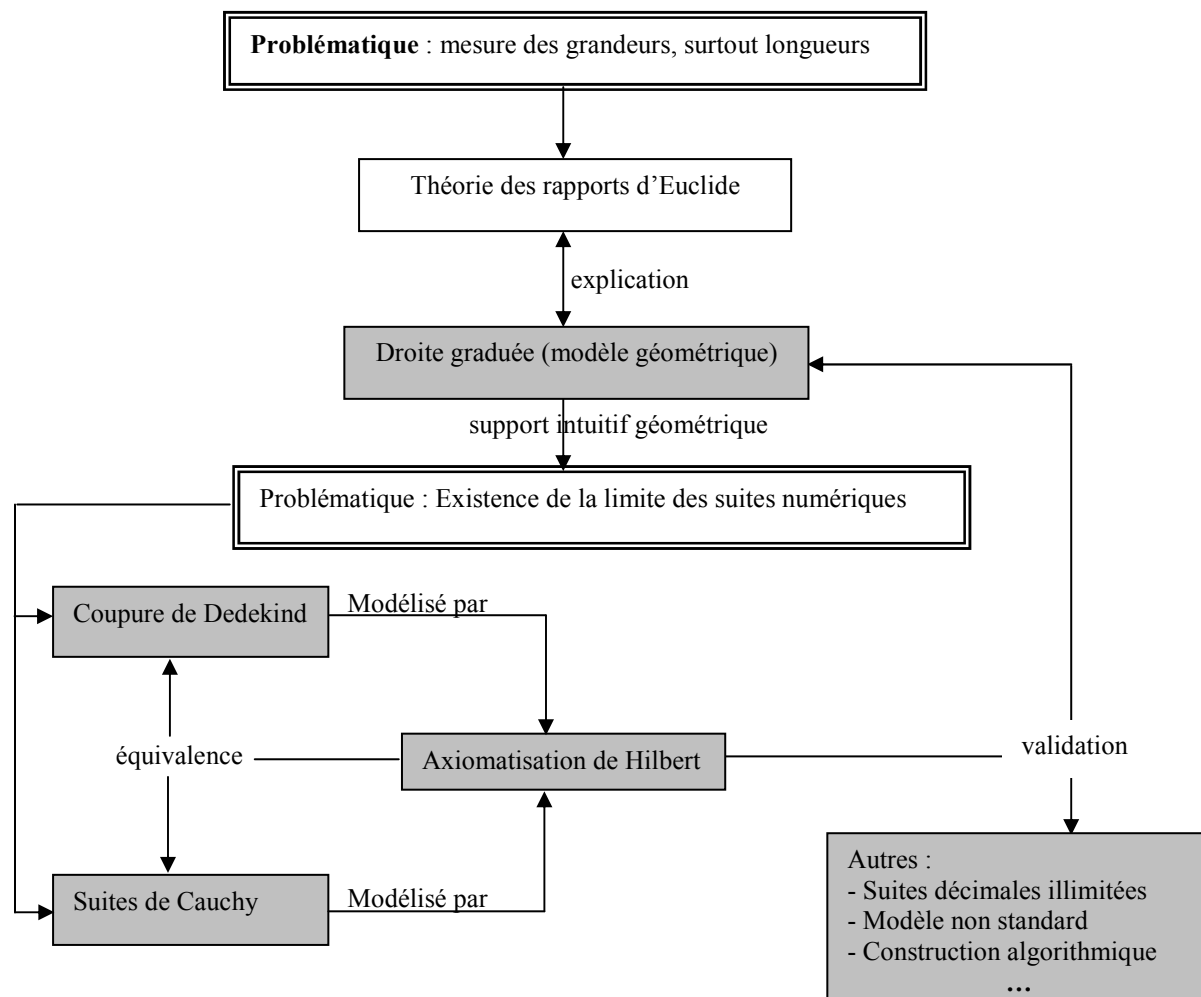 Problématique : mesure des grandeurs, surtout longueurs
Théorie des rapports d’Euclide
explication
Droite graduée (modèle géométrique)
support intuitif géométrique
Problématique : Existence de la limite des suites numériques
Coupure de Dedekind
Modélisé par
équivalence
Axiomatisation de Hilbert
validation
Suites de Cauchy
Modélisé par
Autres :
- Suites décimales illimitées
- Modèle non standard
- Construction algorithmique
...